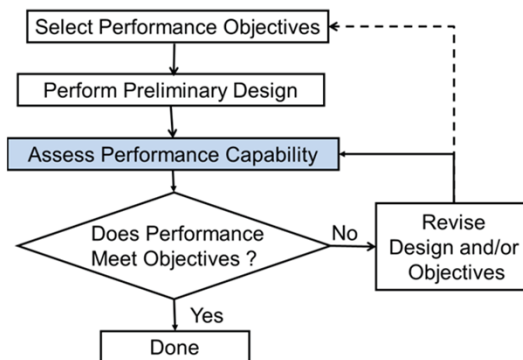 Select Performance Objectives
Perform Preliminary Design
Assess Performance Capability
Does Performance
Meet Objectives ?
No
Revise
Design and/or
Objectives
Yes
Done